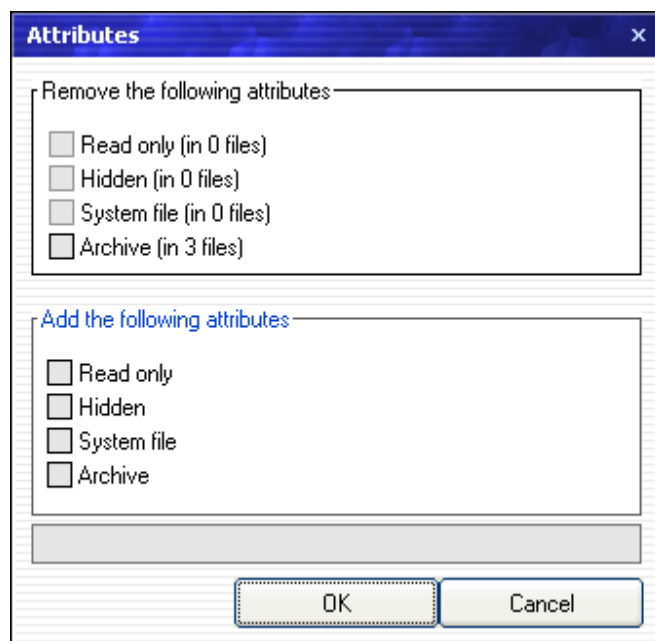 Attributes
Remove the following attributes
Read only (in 0 files)
Hidden (in 0 files)
System file (in 0 files)
Archive (in 3 files)
Add the following attributes
Read only
Hidden
System file
Archive
OK Cancel